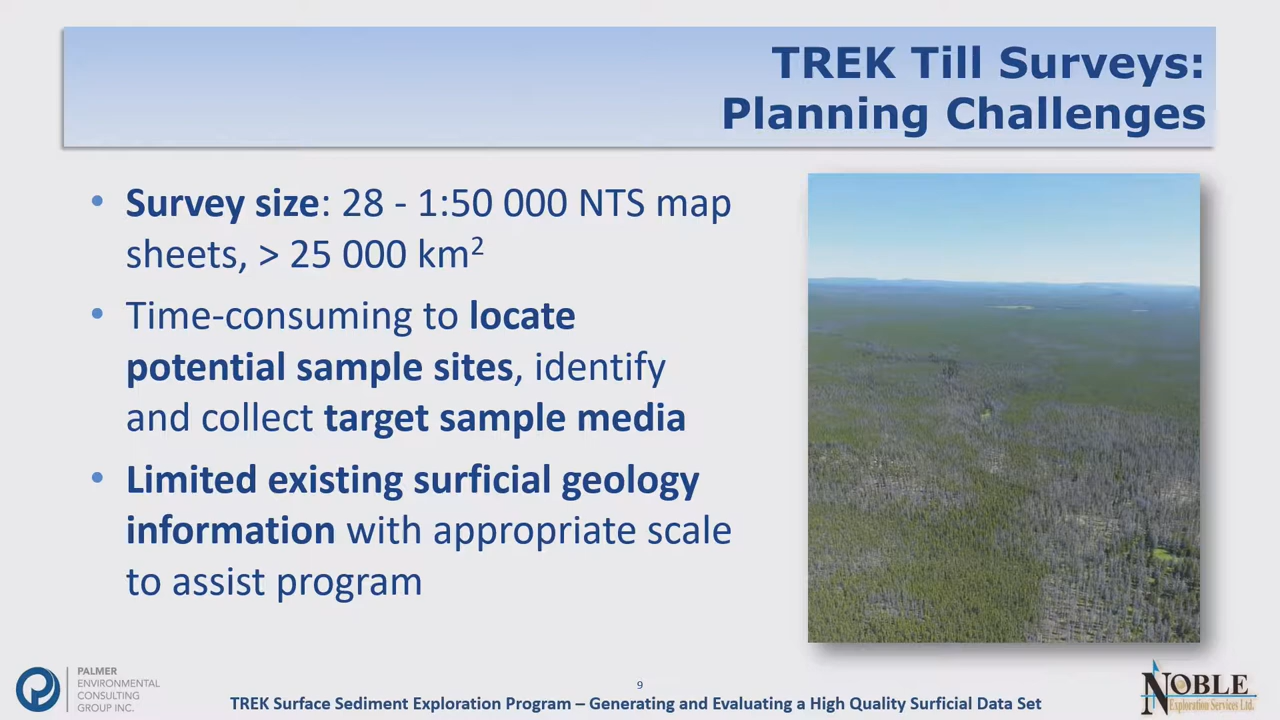 TREK Till Surveys:
Planning Challenges
• Survey size: 28 - 1:50 000 NTS map
sheets, > 25 000 km²
• Time-consuming to locate
potential sample sites, identify
and collect target sample media
• Limited existing surficial geology
information with appropriate scale
to assist program
PALMER
ENVIRONMENTAL
CONSULTING
GROUP INC.
9
TREK Surface Sediment Exploration Program – Generating and Evaluating a High Quality Surficial Data Set
NOBLE
Exploration Services Ltd.